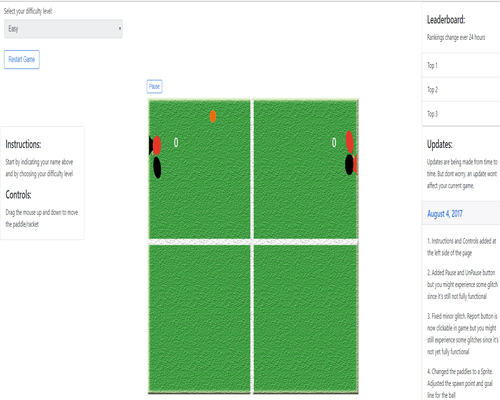 Select your difficulty level:
Easy
Restart Game
Instructions:
Start by indicating your name above
and by choosing your difficulty level
Controls:
Drag the mouse up and down to move
the paddle/racket
Pause
0
0
Leaderboard:
Rankings change ever 24 hours
Top 1
Top 2
Top 3
Updates:
Updates are being made from time to
time. But dont worry, an update wont
affect your current game.
August 4, 2017
1. Instructions and Controls added at
the left side of the page
2. Added Pause and UnPause button
but you might experience some glitch
since it's still not fully functional
3. Fixed minor glitch. Report button is
now clickable in game but you might
still experience some glitches since it's
not yet fully functional
4. Changed the paddles to a Sprite.
Adjusted the spawn point and goal
line for the ball